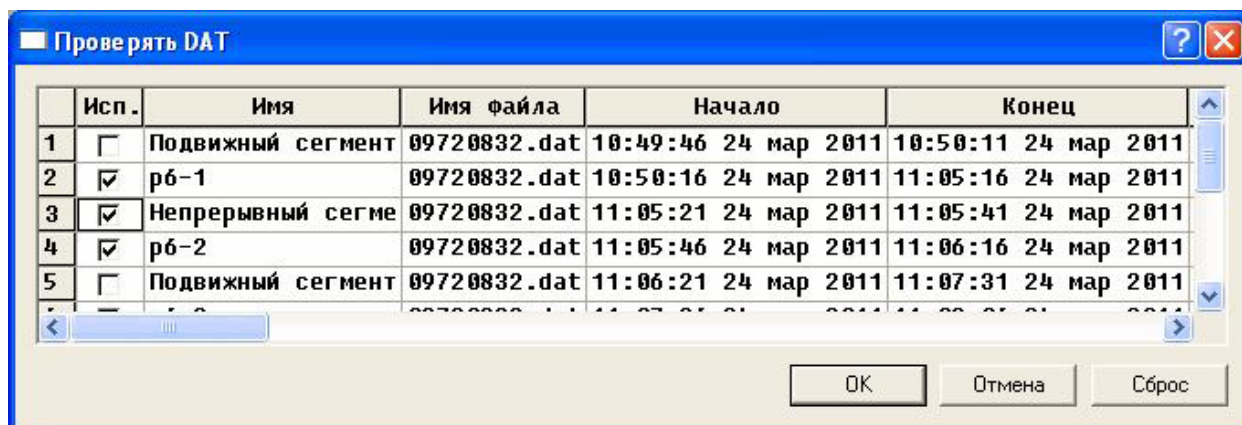 Проверять DAT
Исп. Имя Имя файла Начало Конец
1 Подвижный сегмент 09720832.dat 10:49:46 24 мар 2011 10:50:11 24 мар 2011
2 р6-1 09720832.dat 10:50:16 24 мар 2011 11:05:16 24 мар 2011
3 Непрерывный сегме 09720832.dat 11:05:21 24 мар 2011 11:05:41 24 мар 2011
4 р6-2 09720832.dat 11:05:46 24 мар 2011 11:06:16 24 мар 2011
5 Подвижный сегмент 09720832.dat 11:06:21 24 мар 2011 11:07:31 24 мар 2011
OK Отмена Сброс